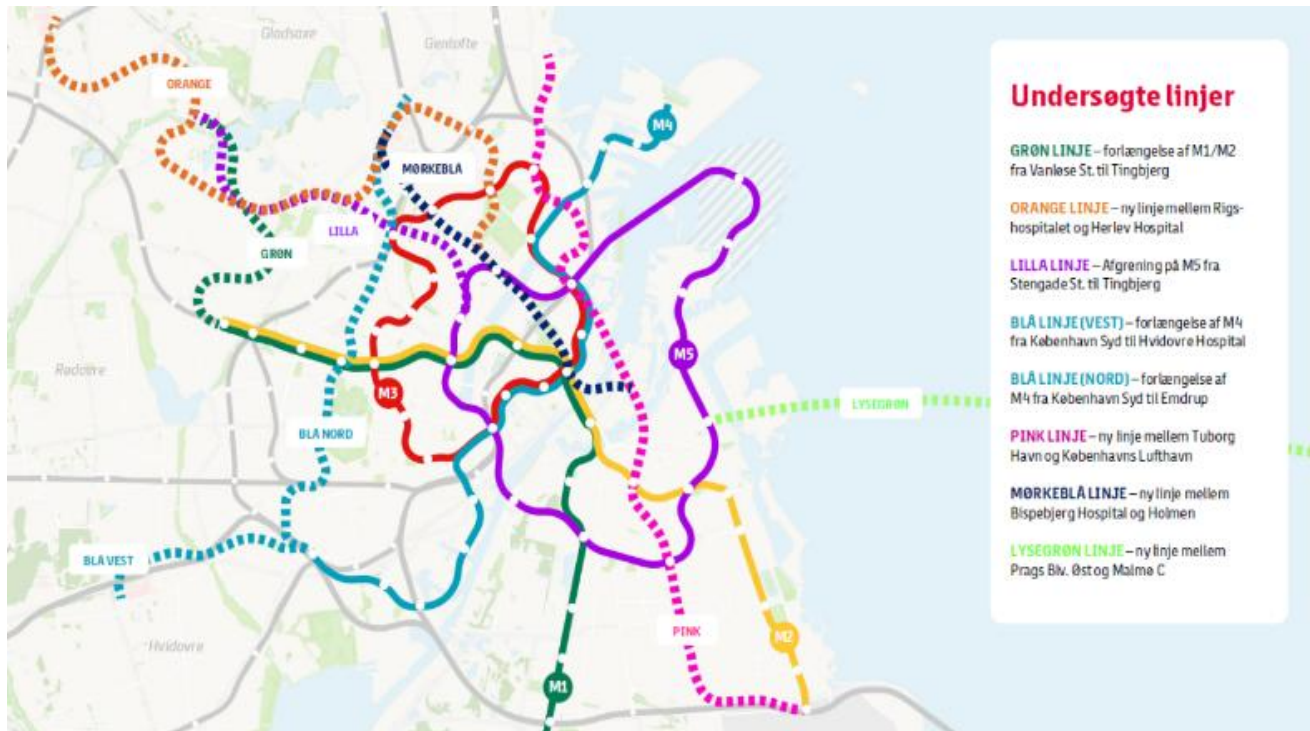 Gladsaxe
Gentofte
ORANGE
M4
MØRKEBLÅ
LILLA
GRØN
M5
Rødovre
M3
LYSEGRØN
BLÅ NORD
BLÅ VEST
Hvidovre
PINK
M2
M1
Undersøgte linjer
GRØN LINJE – forlængelse af M1/M2
fra Vanløse St. til Tingbjerg
ORANGE LINJE – ny linje mellem Rigs-
hospitalet og Herlev Hospital
LILLA LINJE – Afgrening på M5 fra
Stengade St. til Tingbjerg
BLÅ LINJE (VEST) – forlængelse af M4
fra København Syd til Hvidovre Hospital
BLÅ LINJE (NORD) – forlængelse af
M4 fra København Syd til Emdrup
PINK LINJE – ny linje mellem Tuborg
Havn og Københavns Lufthavn
MØRKEBLÅ LINJE – ny linje mellem
Bispebjerg Hospital og Holmen
LYSEGRØN LINJE – ny linje mellem
Prags Blv. Øst og Malmø C